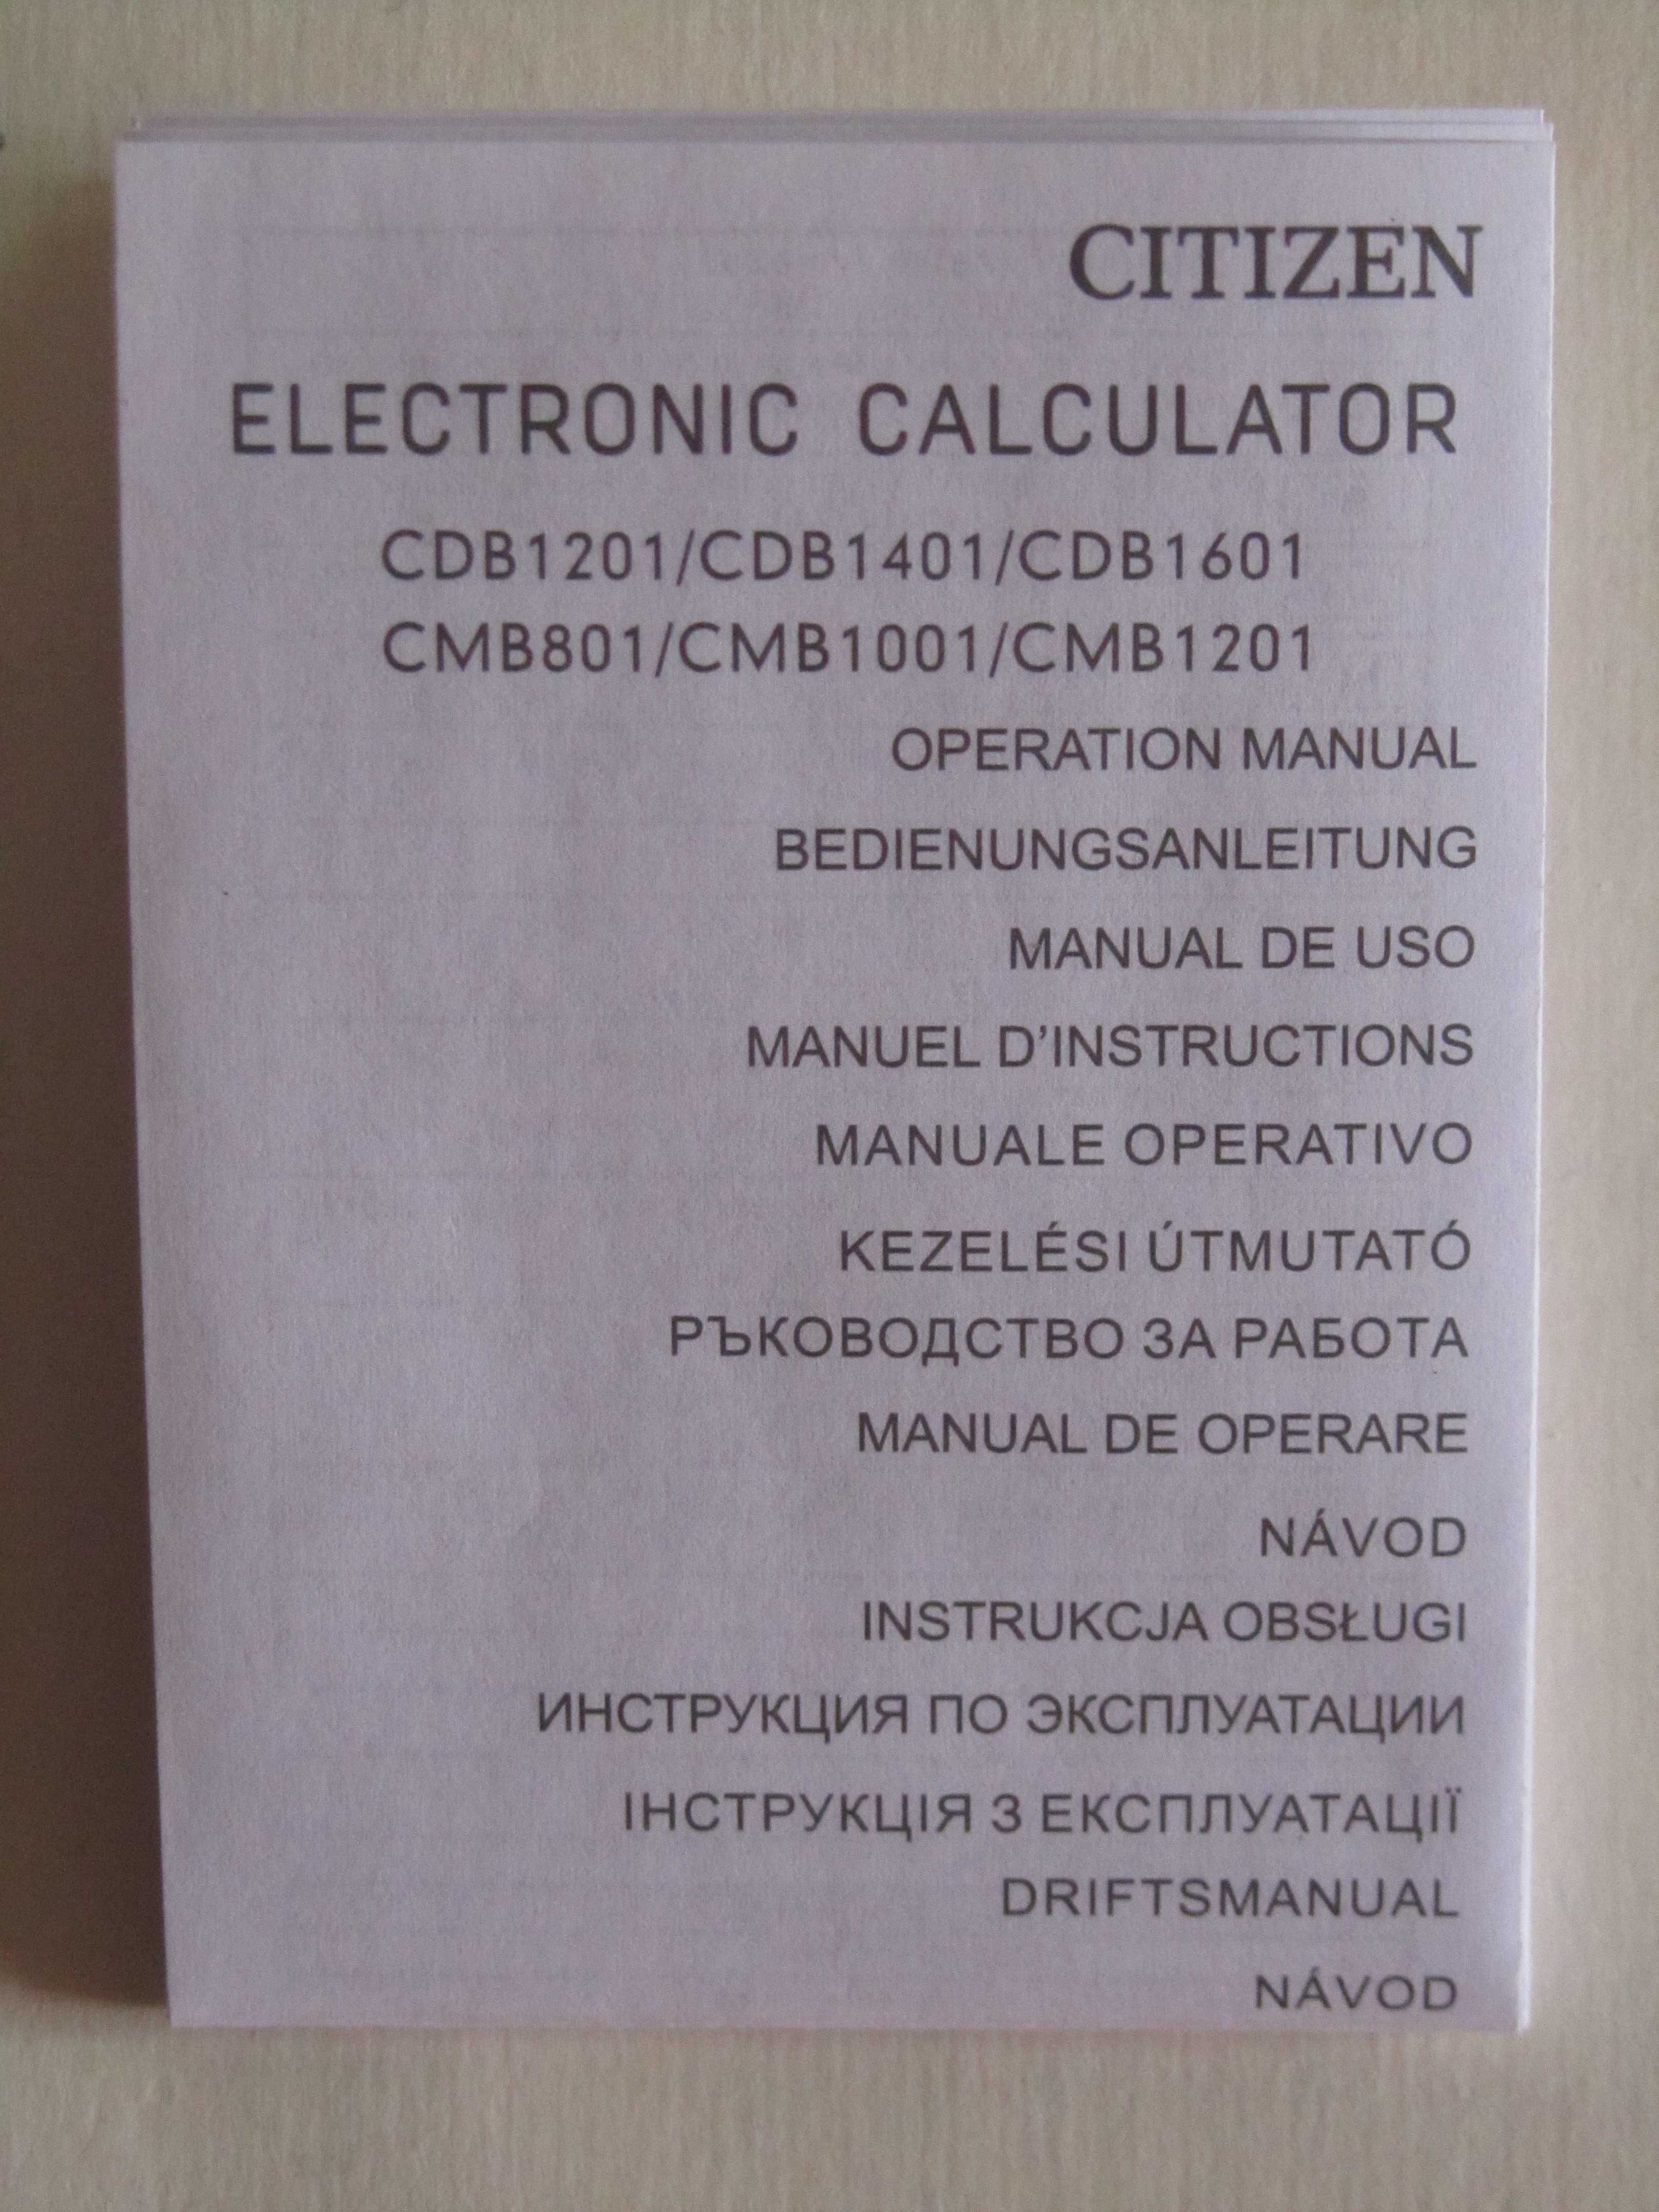 CITIZEN
ELECTRONIC CALCULATOR
CDB1201/CDB1401/CDB1601
CMB801/CMB1001/CMB1201
OPERATION MANUAL
BEDIENUNGSANLEITUNG
MANUAL DE USO
MANUEL D'INSTRUCTIONS
MANUALE OPERATIVO
KEZELÉSI ÚTMUTATÓ
РЪКОВОДСТВО ЗА РАБОТА
MANUAL DE OPERARE
NÁVOD
INSTRUKCJA OBSŁUGI
ИНСТРУКЦИЯ ПО ЭКСПЛУАТАЦИИ
ІНСТРУКЦІЯ З ЕКСПЛУАТАЦІЇ
DRIFTSMANUAL
NÁVOD